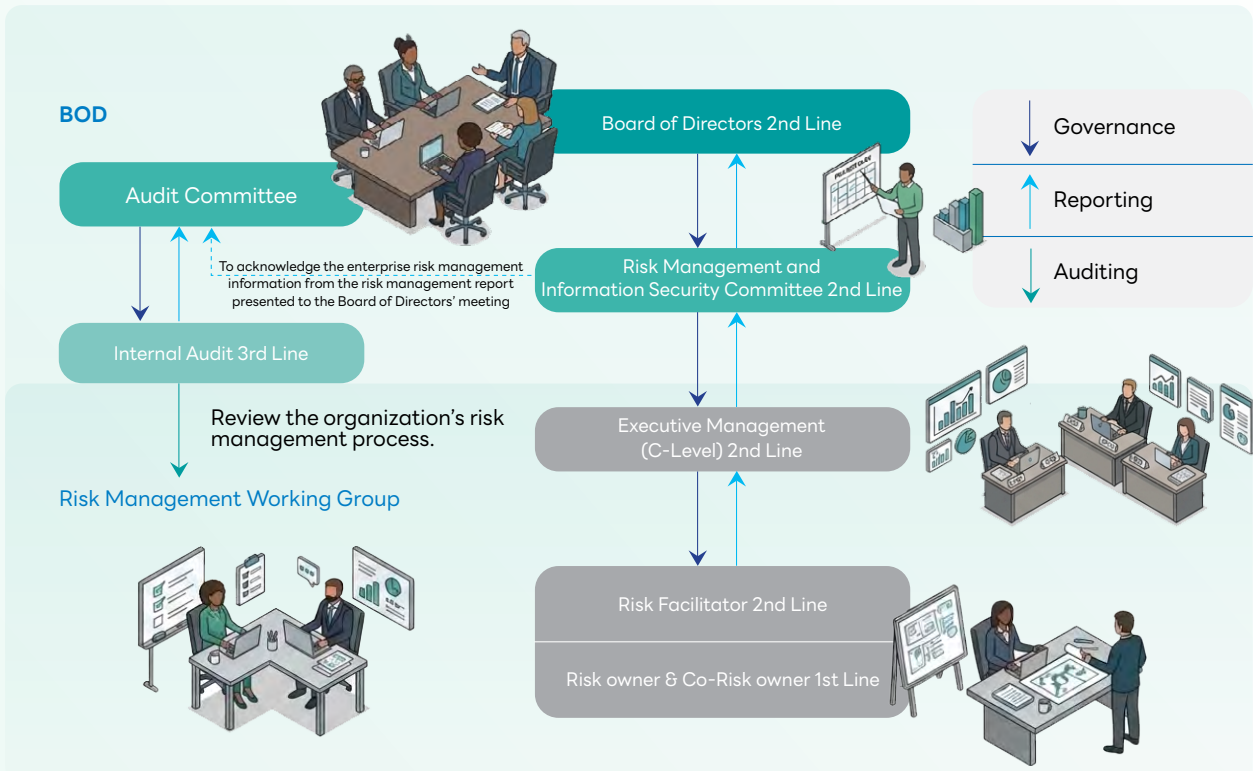 BOD
Board of Directors 2nd Line
Governance
Reporting
Auditing
Audit Committee
To acknowledge the enterprise risk management
information from the risk management report
presented to the Board of Directors’ meeting
Risk Management and
Information Security Committee 2nd Line
Internal Audit 3rd Line
Review the organization’s risk
management process.
Executive Management
(C-Level) 2nd Line
Risk Management Working Group
Risk Facilitator 2nd Line
Risk owner & Co-Risk owner 1st Line